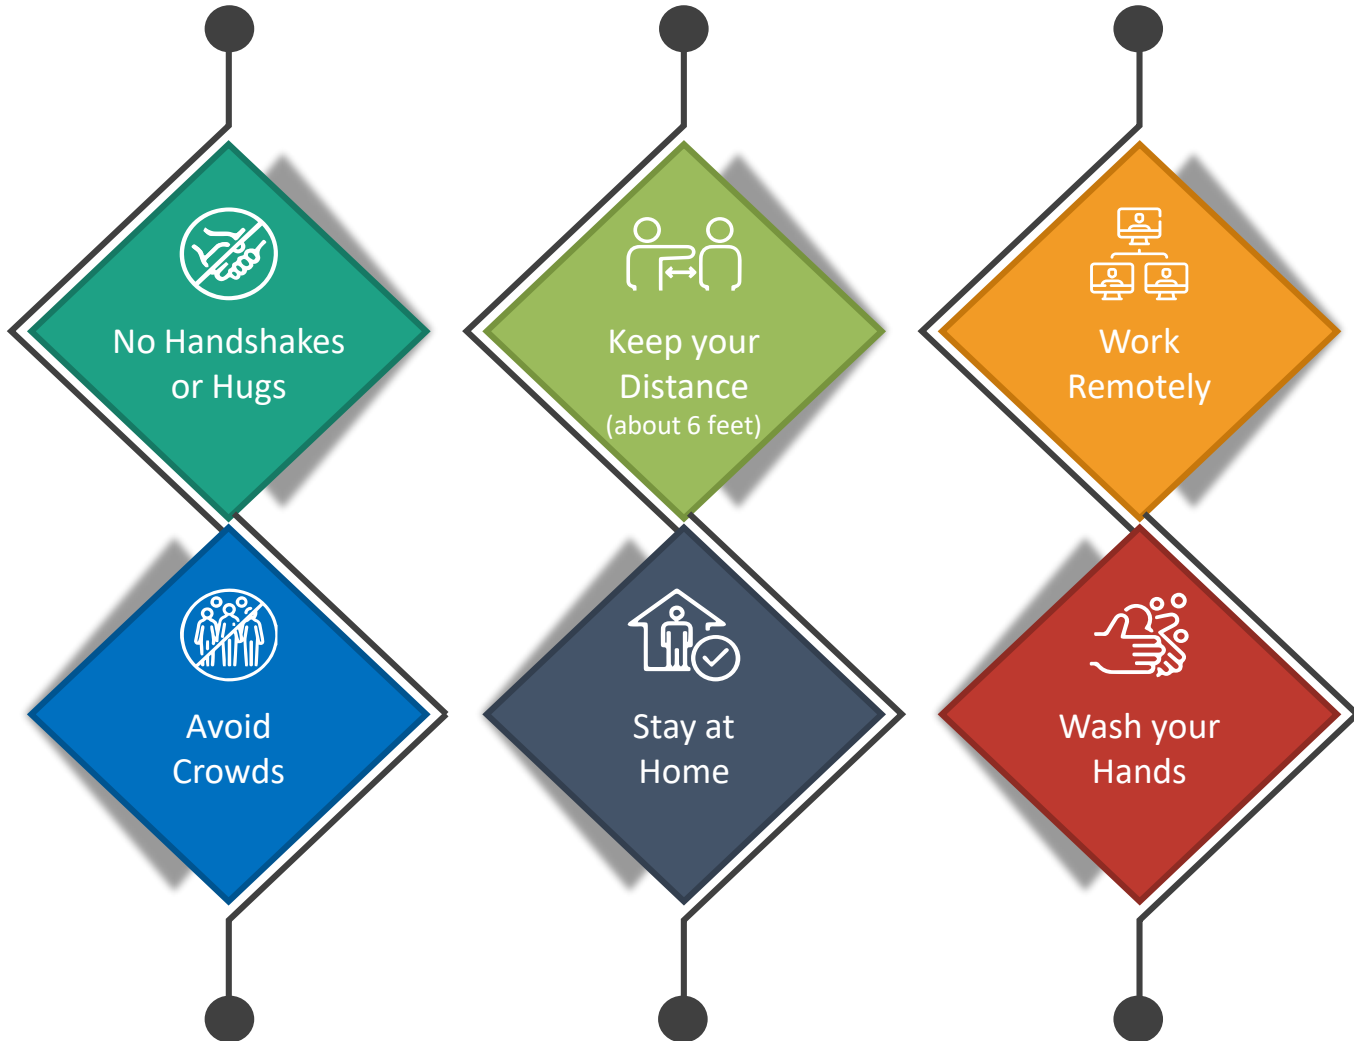 No Handshakes
or Hugs
Keep your
Distance
(about 6 feet)
Work
Remotely
Avoid
Crowds
Stay at
Home
Wash your
Hands